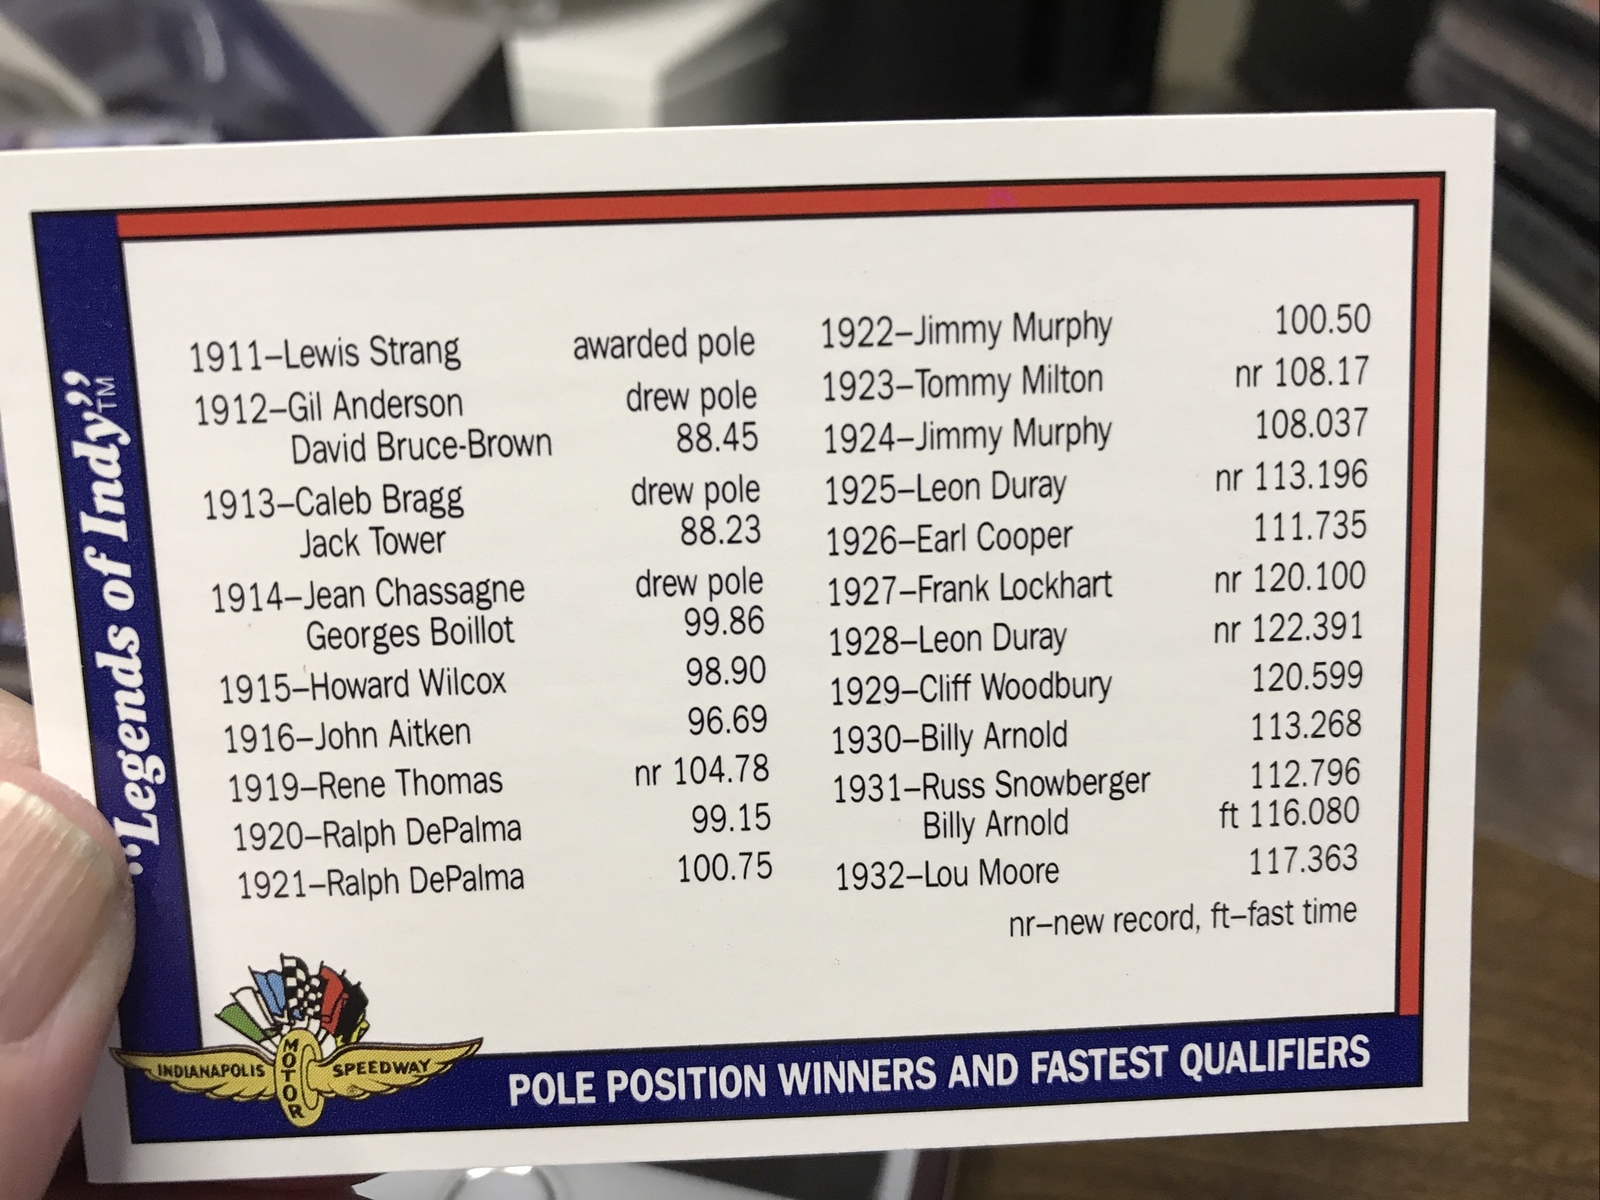 "Legends of Indy"TM
1911–Lewis Strang awarded pole
1912–Gil Anderson drew pole
David Bruce-Brown 88.45
1913–Caleb Bragg drew pole
Jack Tower 88.23
1914–Jean Chassagne drew pole
Georges Boillot 99.86
1915–Howard Wilcox 98.90
1916–John Aitken 96.69
1919–Rene Thomas nr 104.78
1920–Ralph DePalma 99.15
1921–Ralph DePalma 100.75
1922–Jimmy Murphy 100.50
1923–Tommy Milton nr 108.17
1924–Jimmy Murphy 108.037
1925–Leon Duray nr 113.196
1926–Earl Cooper 111.735
1927–Frank Lockhart nr 120.100
1928–Leon Duray nr 122.391
1929–Cliff Woodbury 120.599
1930–Billy Arnold 113.268
1931–Russ Snowberger 112.796
Billy Arnold ft 116.080
1932–Lou Moore 117.363
nr–new record, ft–fast time
INDIANAPOLIS MOTOR SPEEDWAY
POLE POSITION WINNERS AND FASTEST QUALIFIERS